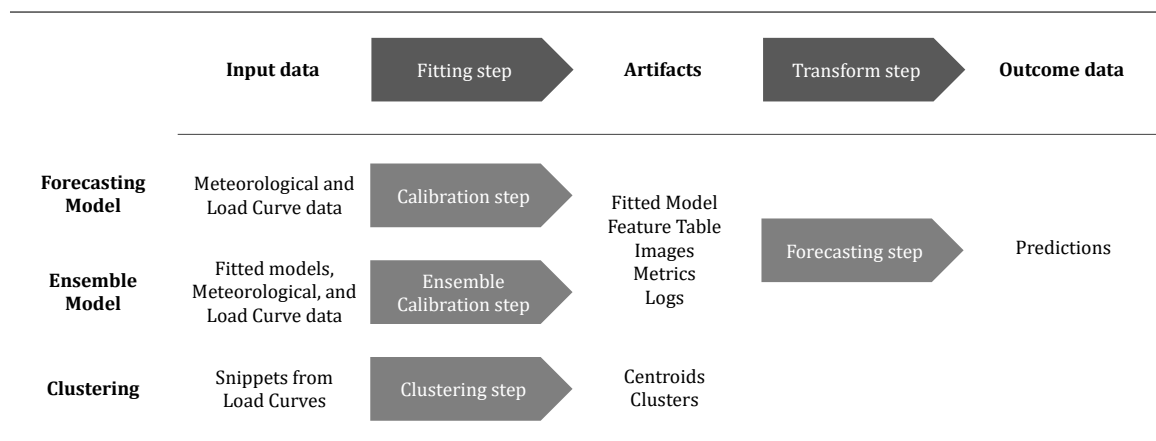 Input data
Fitting step
Artifacts
Transform step
Outcome data
Forecasting
Model
Meteorological and
Load Curve data
Calibration step
Fitted Model
Feature Table
Images
Metrics
Logs
Forecasting step
Predictions
Ensemble
Model
Fitted models,
Meteorological, and
Load Curve data
Ensemble
Calibration step
Clustering
Snippets from
Load Curves
Clustering step
Centroids
Clusters